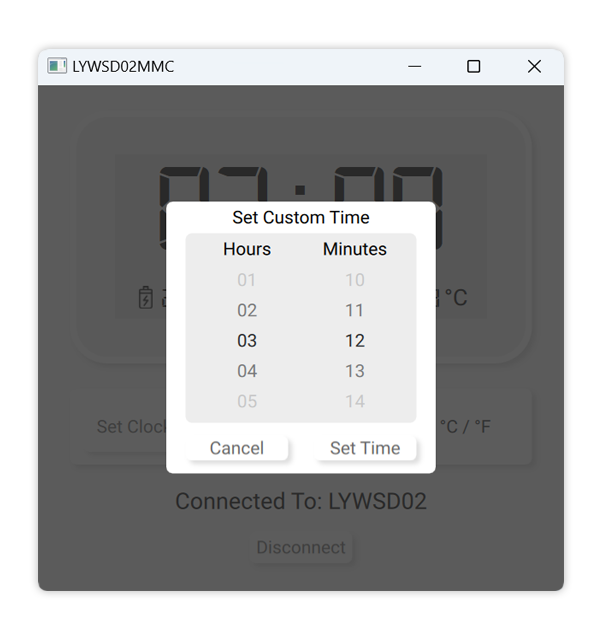 LYWSD02MMC
Set Custom Time
Hours Minutes
01 10
02 11
03 12
04 13
05 14
°C
Cancel Set Time
Set Clock °C / °F
Connected To: LYWSD02
Disconnect